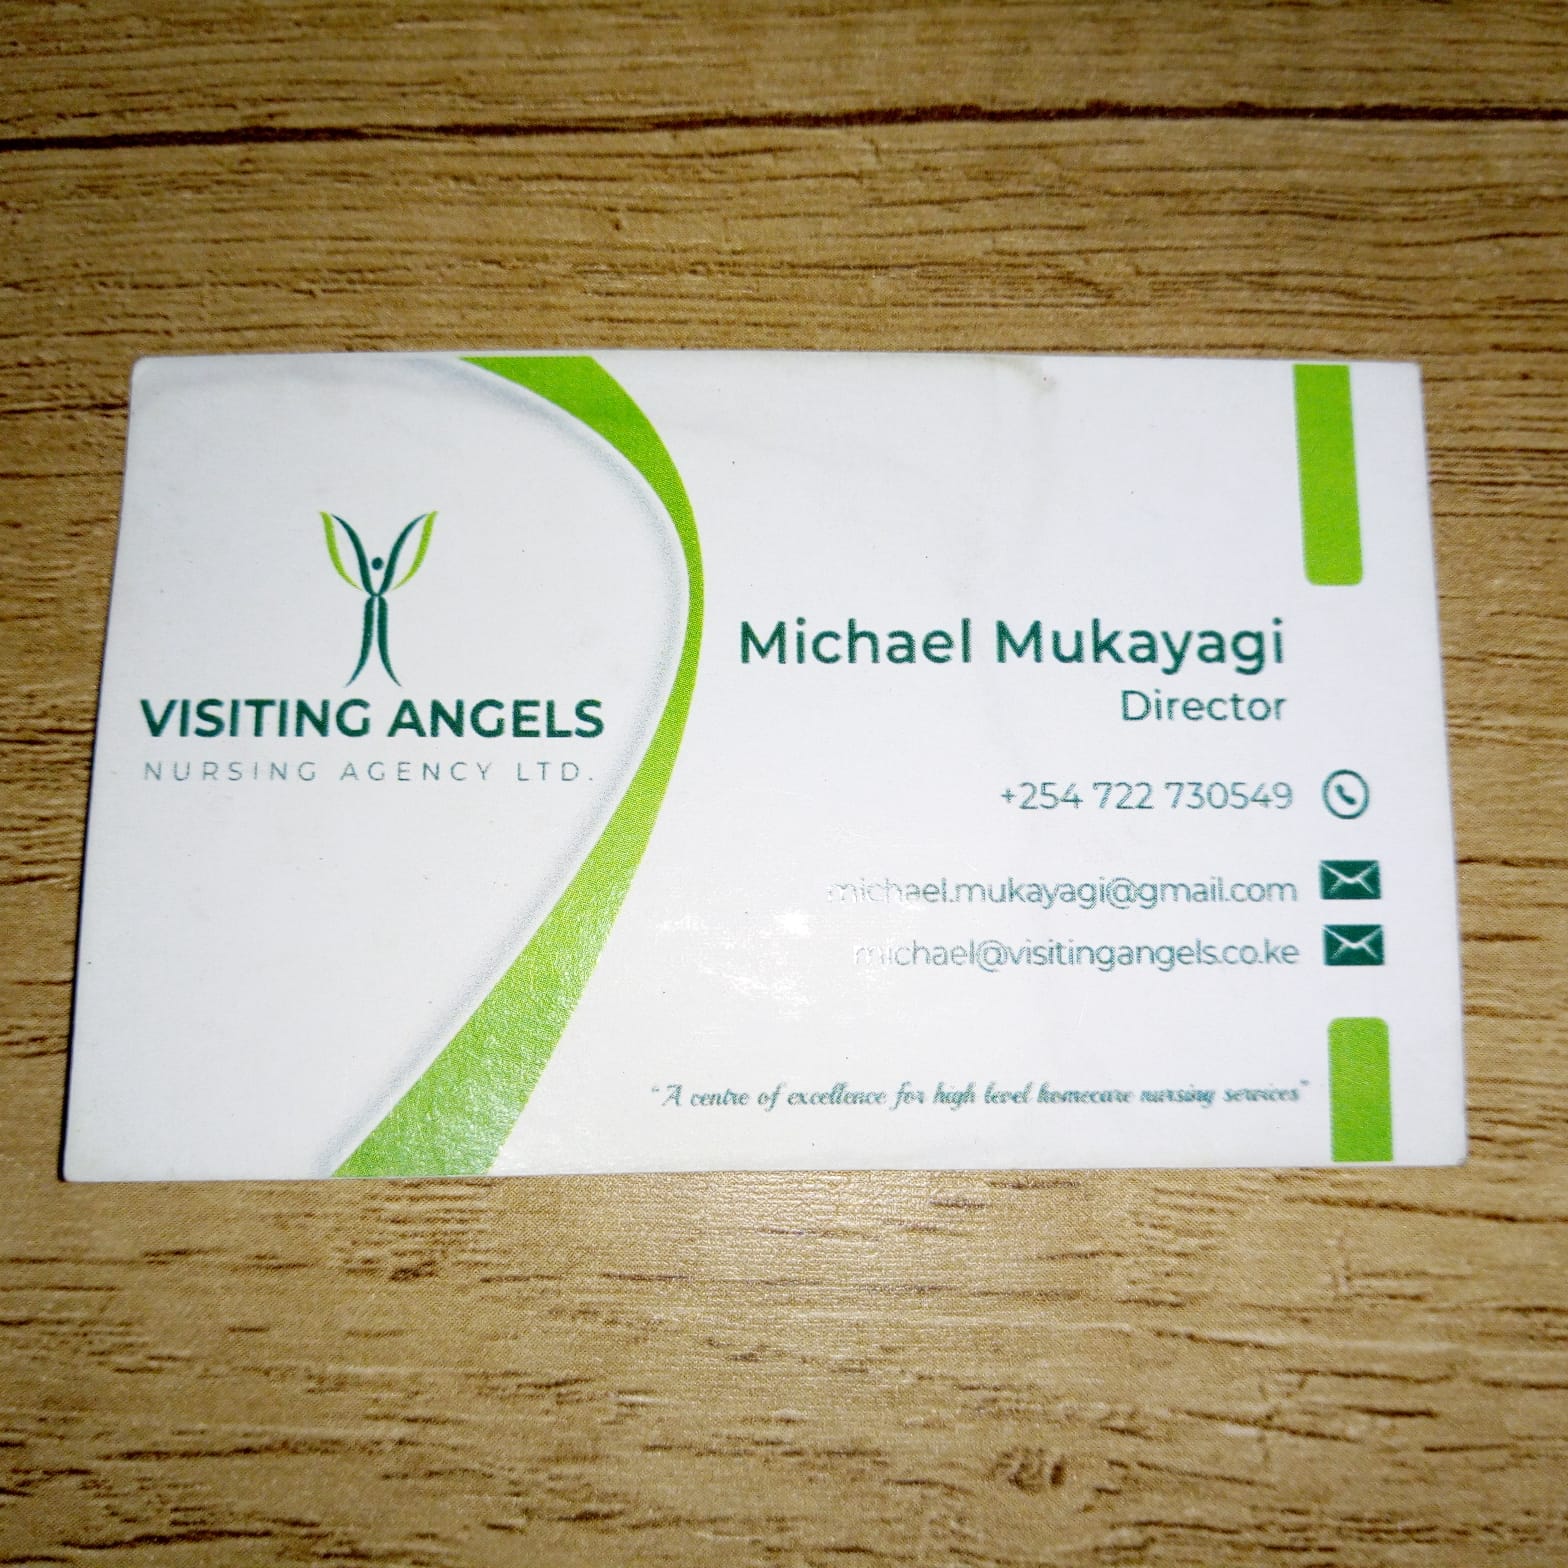 VISITING ANGELS
NURSING AGENCY LTD.
Michael Mukayagi
Director
+254 722 730549
michael.mukayagi@gmail.com
michael@visitingangels.co.ke
"A centre of excellence for high level homecare nursing services"